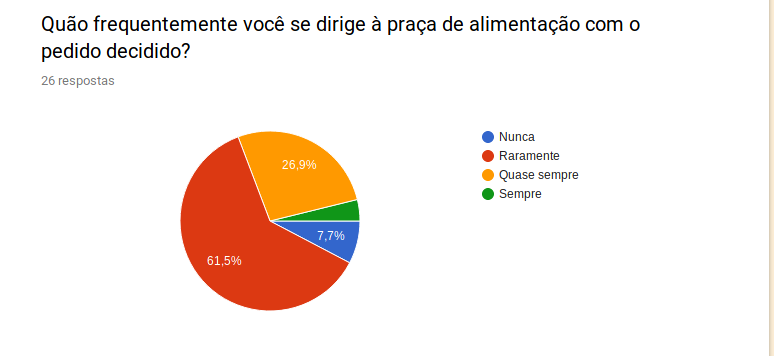 Quão frequentemente você se dirige à praça de alimentação com o
pedido decidido?
26 respostas
26,9%
7,7%
61,5%
Nunca
Raramente
Quase sempre
Sempre